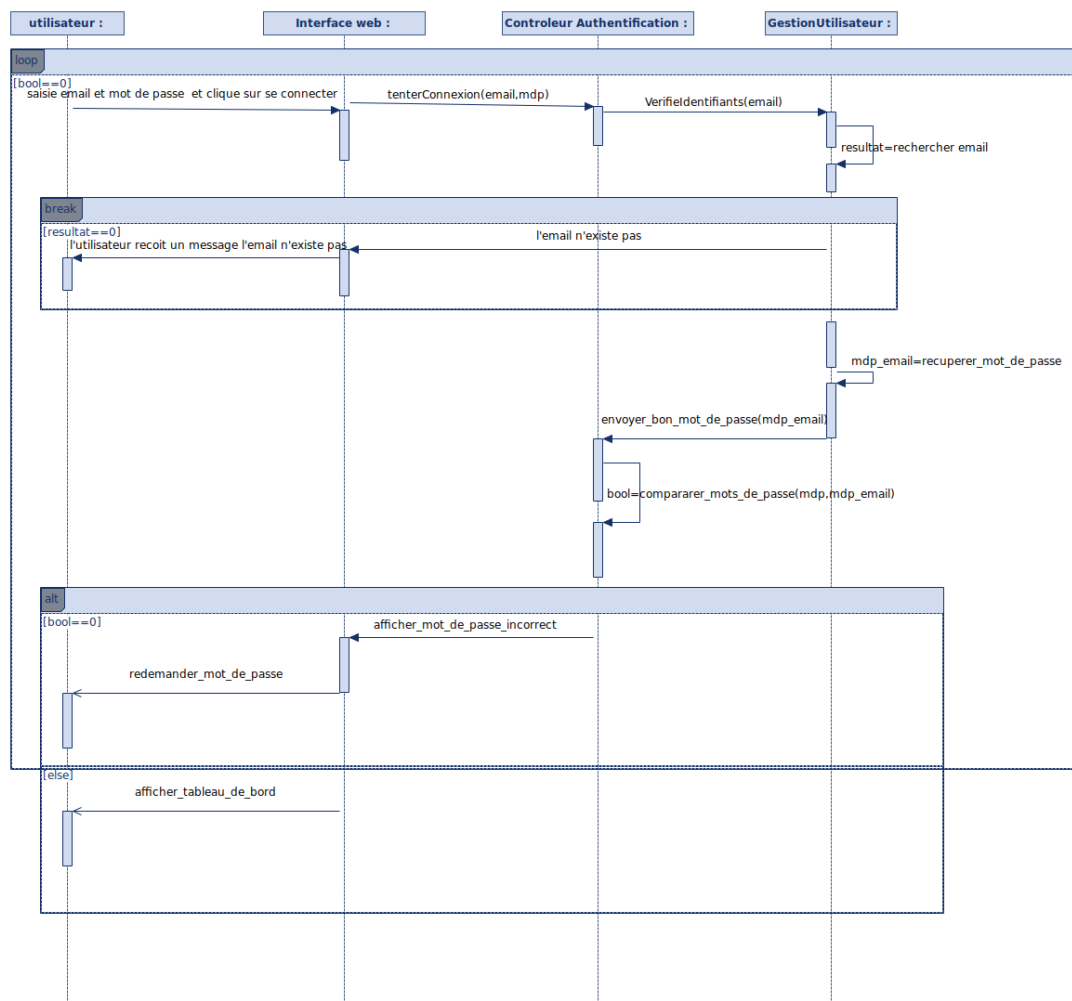 utilisateur :
Interface web :
Controleur Authentification :
GestionUtilisateur :
loop
[bool==0]
saisie email et mot de passe et clique sur se connecter
tenterConnexion(email,mdp)
VerifieIdentifiants(email)
resultat=rechercher email
break
[resultat==0]
l'email n'existe pas
l'utilisateur recoit un message l'email n'existe pas
mdp_email=recuperer_mot_de_passe
envoyer_bon_mot_de_passe(mdp_email)
bool=compararer_mots_de_passe(mdp,mdp_email)
alt
[bool==0]
afficher_mot_de_passe_incorrect
redemander_mot_de_passe
[else]
afficher_tableau_de_bord